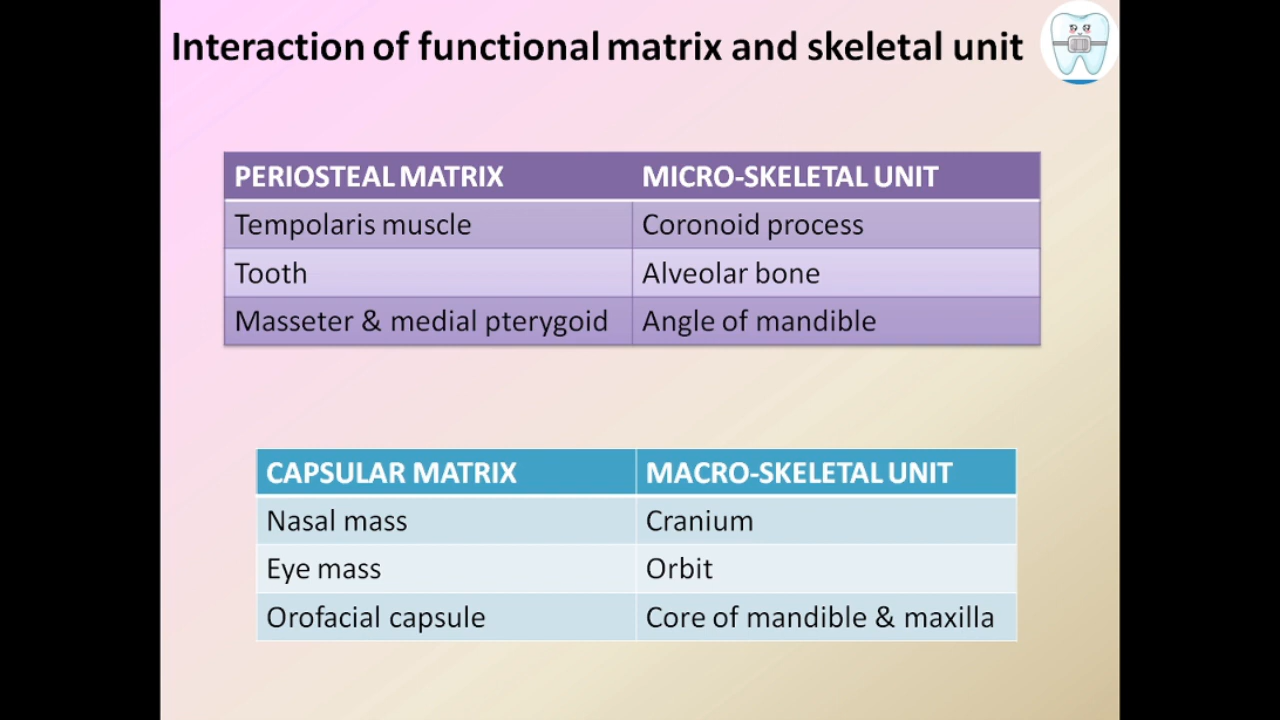 Interaction of functional matrix and skeletal unit
PERIOSTEAL MATRIX MICRO-SKELETAL UNIT
Tempolaris muscle Coronoid process
Tooth Alveolar bone
Masseter & medial pterygoid Angle of mandible
CAPSULAR MATRIX MACRO-SKELETAL UNIT
Nasal mass Cranium
Eye mass Orbit
Orofacial capsule Core of mandible & maxilla